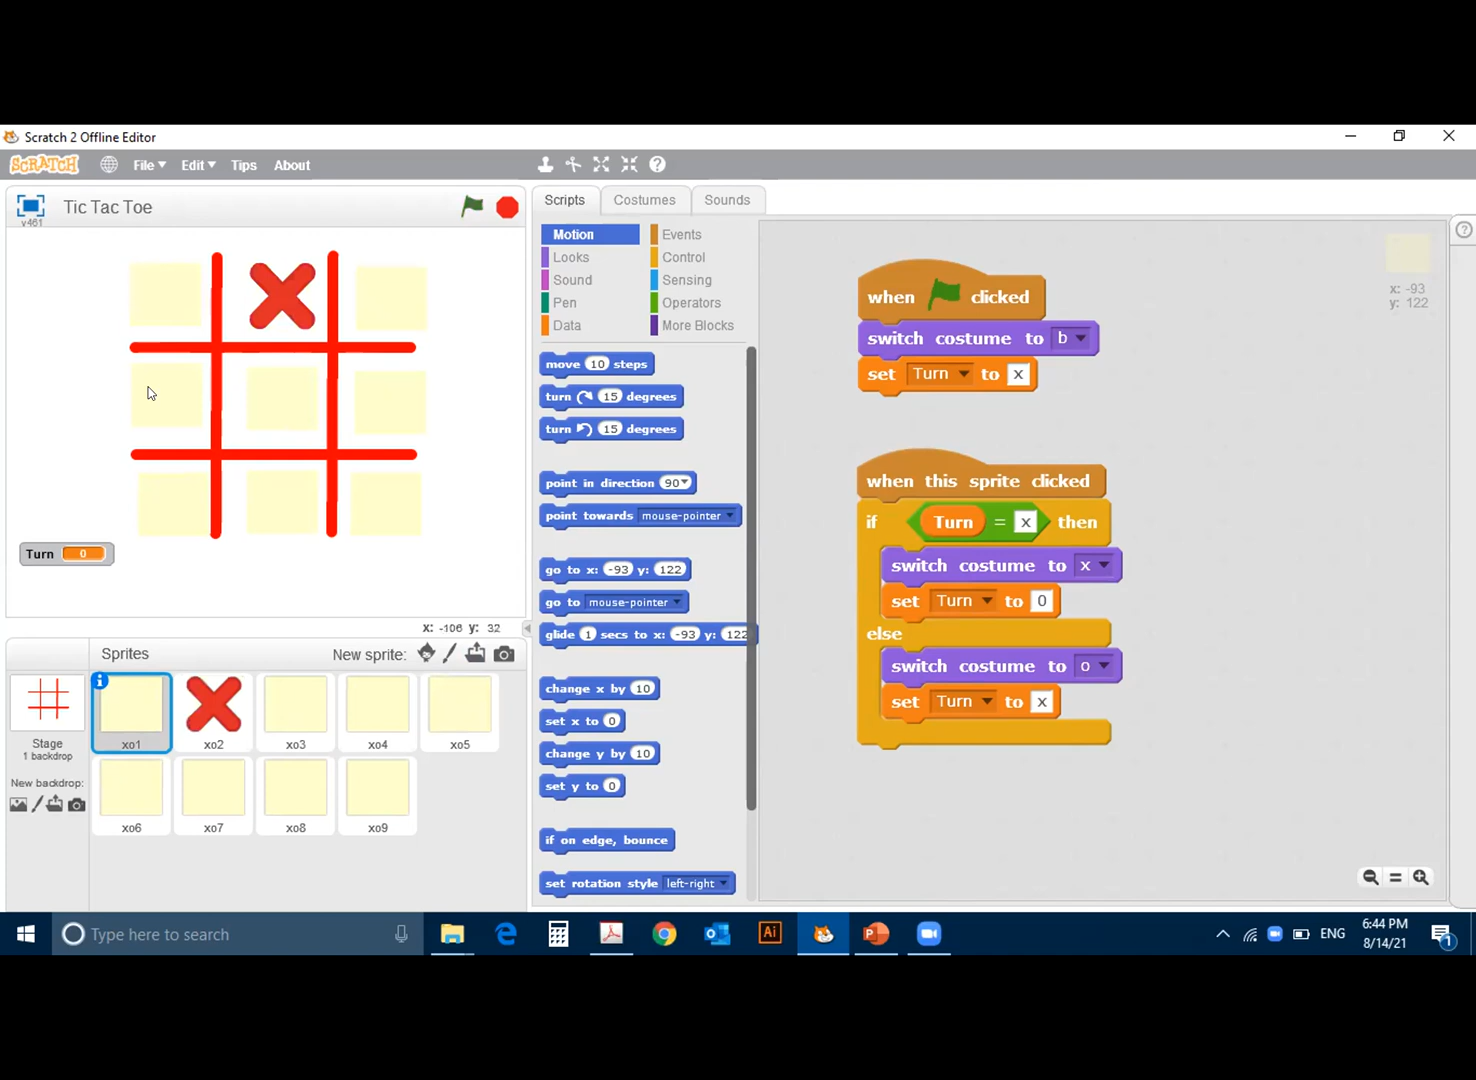 Scratch 2 Offline Editor
SCRATCH File Edit Tips About
v461 Tic Tac Toe
Turn 0
x: -106 y: 32
Sprites New sprite:
Stage
1 backdrop
New backdrop:
xo1 xo2 xo3 xo4 xo5
xo6 xo7 xo8 xo9
Scripts Costumes Sounds
Motion Events
Looks Control
Sound Sensing
Pen Operators
Data More Blocks
move 10 steps
turn 15 degrees
turn 15 degrees
point in direction 90
point towards mouse-pointer
go to x: -93 y: 122
go to mouse-pointer
glide 1 secs to x: -93 y: 122
change x by 10
set x to 0
change y by 10
set y to 0
if on edge, bounce
set rotation style left-right
when clicked
switch costume to b
set Turn to x
when this sprite clicked
if Turn = x then
switch costume to x
set Turn to 0
else
switch costume to o
set Turn to x
x: -93
y: 122
Type here to search
Ai
P
ENG
6:44 PM
8/14/21
1